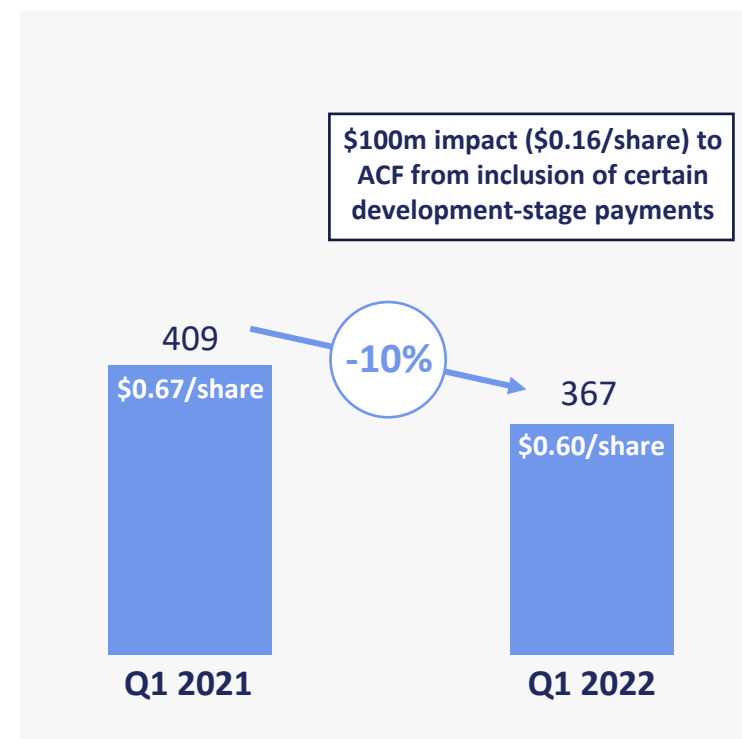 $100m impact ($0.16/share) to
ACF from inclusion of certain
development-stage payments
409
-10%
367
$0.67/share
$0.60/share
Q1 2021
Q1 2022